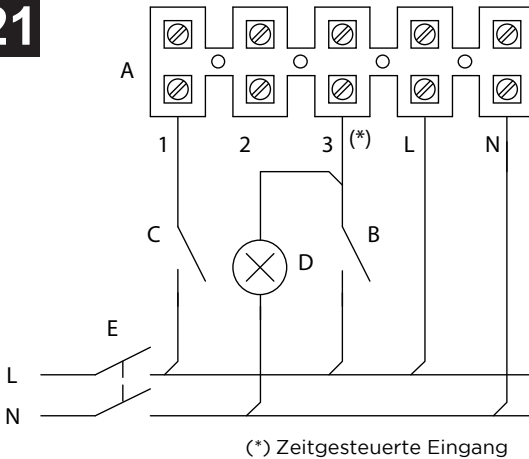 21
A
1 2 3 (*) L N
C B
D
E
L
N
(*) Zeitgesteuerte Eingang